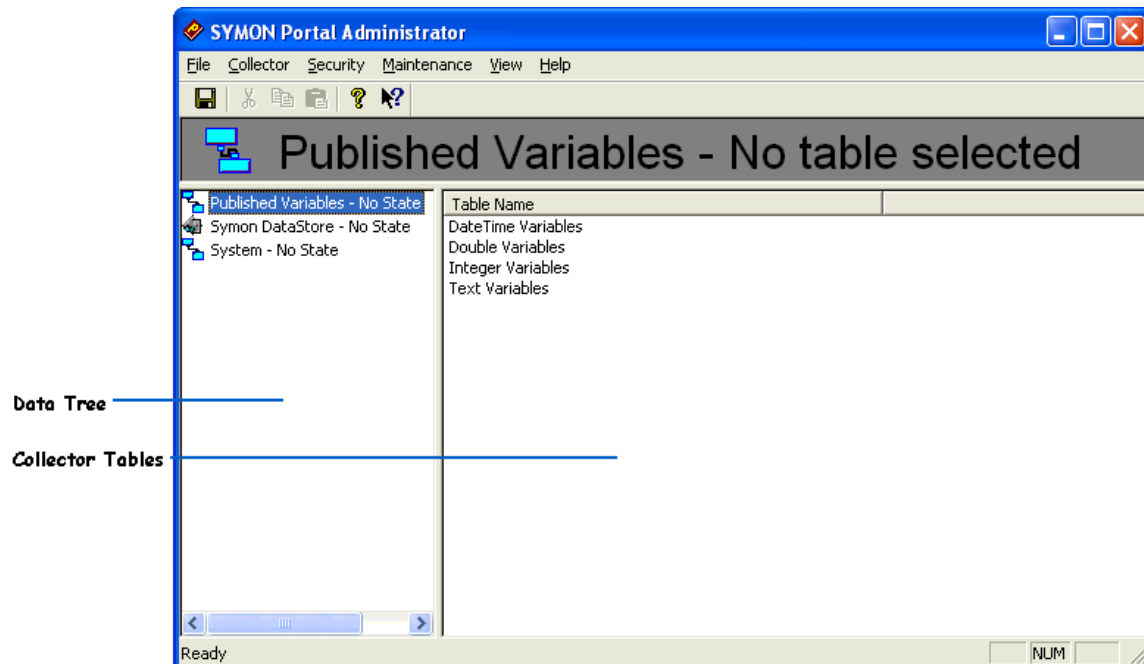 SYMON Portal Administrator
File Collector Security Maintenance View Help
Published Variables - No table selected
Published Variables - No State
Symon DataStore - No State
System - No State
Table Name
DateTime Variables
Double Variables
Integer Variables
Text Variables
Data Tree
Collector Tables
Ready
NUM